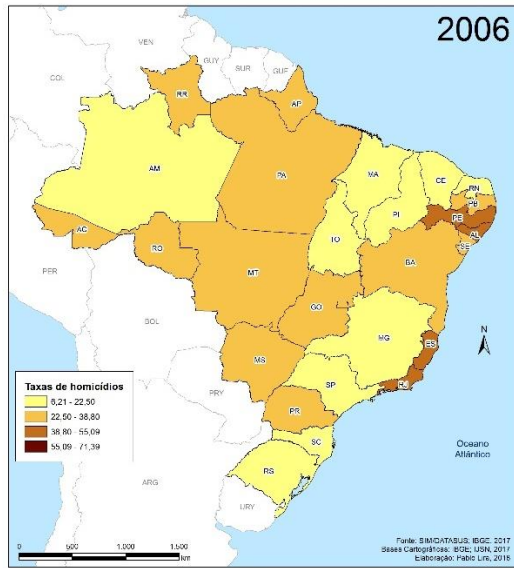 2006
VEN
GUY
SUR
GUF
COL
RR
AP
AM
PA
MA
CE
RN
PB
PE
AL
SE
PI
TO
AC
RO
BA
MT
PER
BOL
GO
MG
ES
MS
SP
RJ
PRY
PR
SC
RS
ARG
URY
N
Taxas de homicídios
6,21 - 22,50
22,50 - 38,80
38,80 - 55,09
55,09 - 71,39
Oceano
Atlântico
0 500 1.000 1.500
km
Fonte: SIM/DATASUS; IBGE, 2017
Bases Cartográficas: IBGE; IJSN, 2017
Elaboração: Pablo Lira, 2018